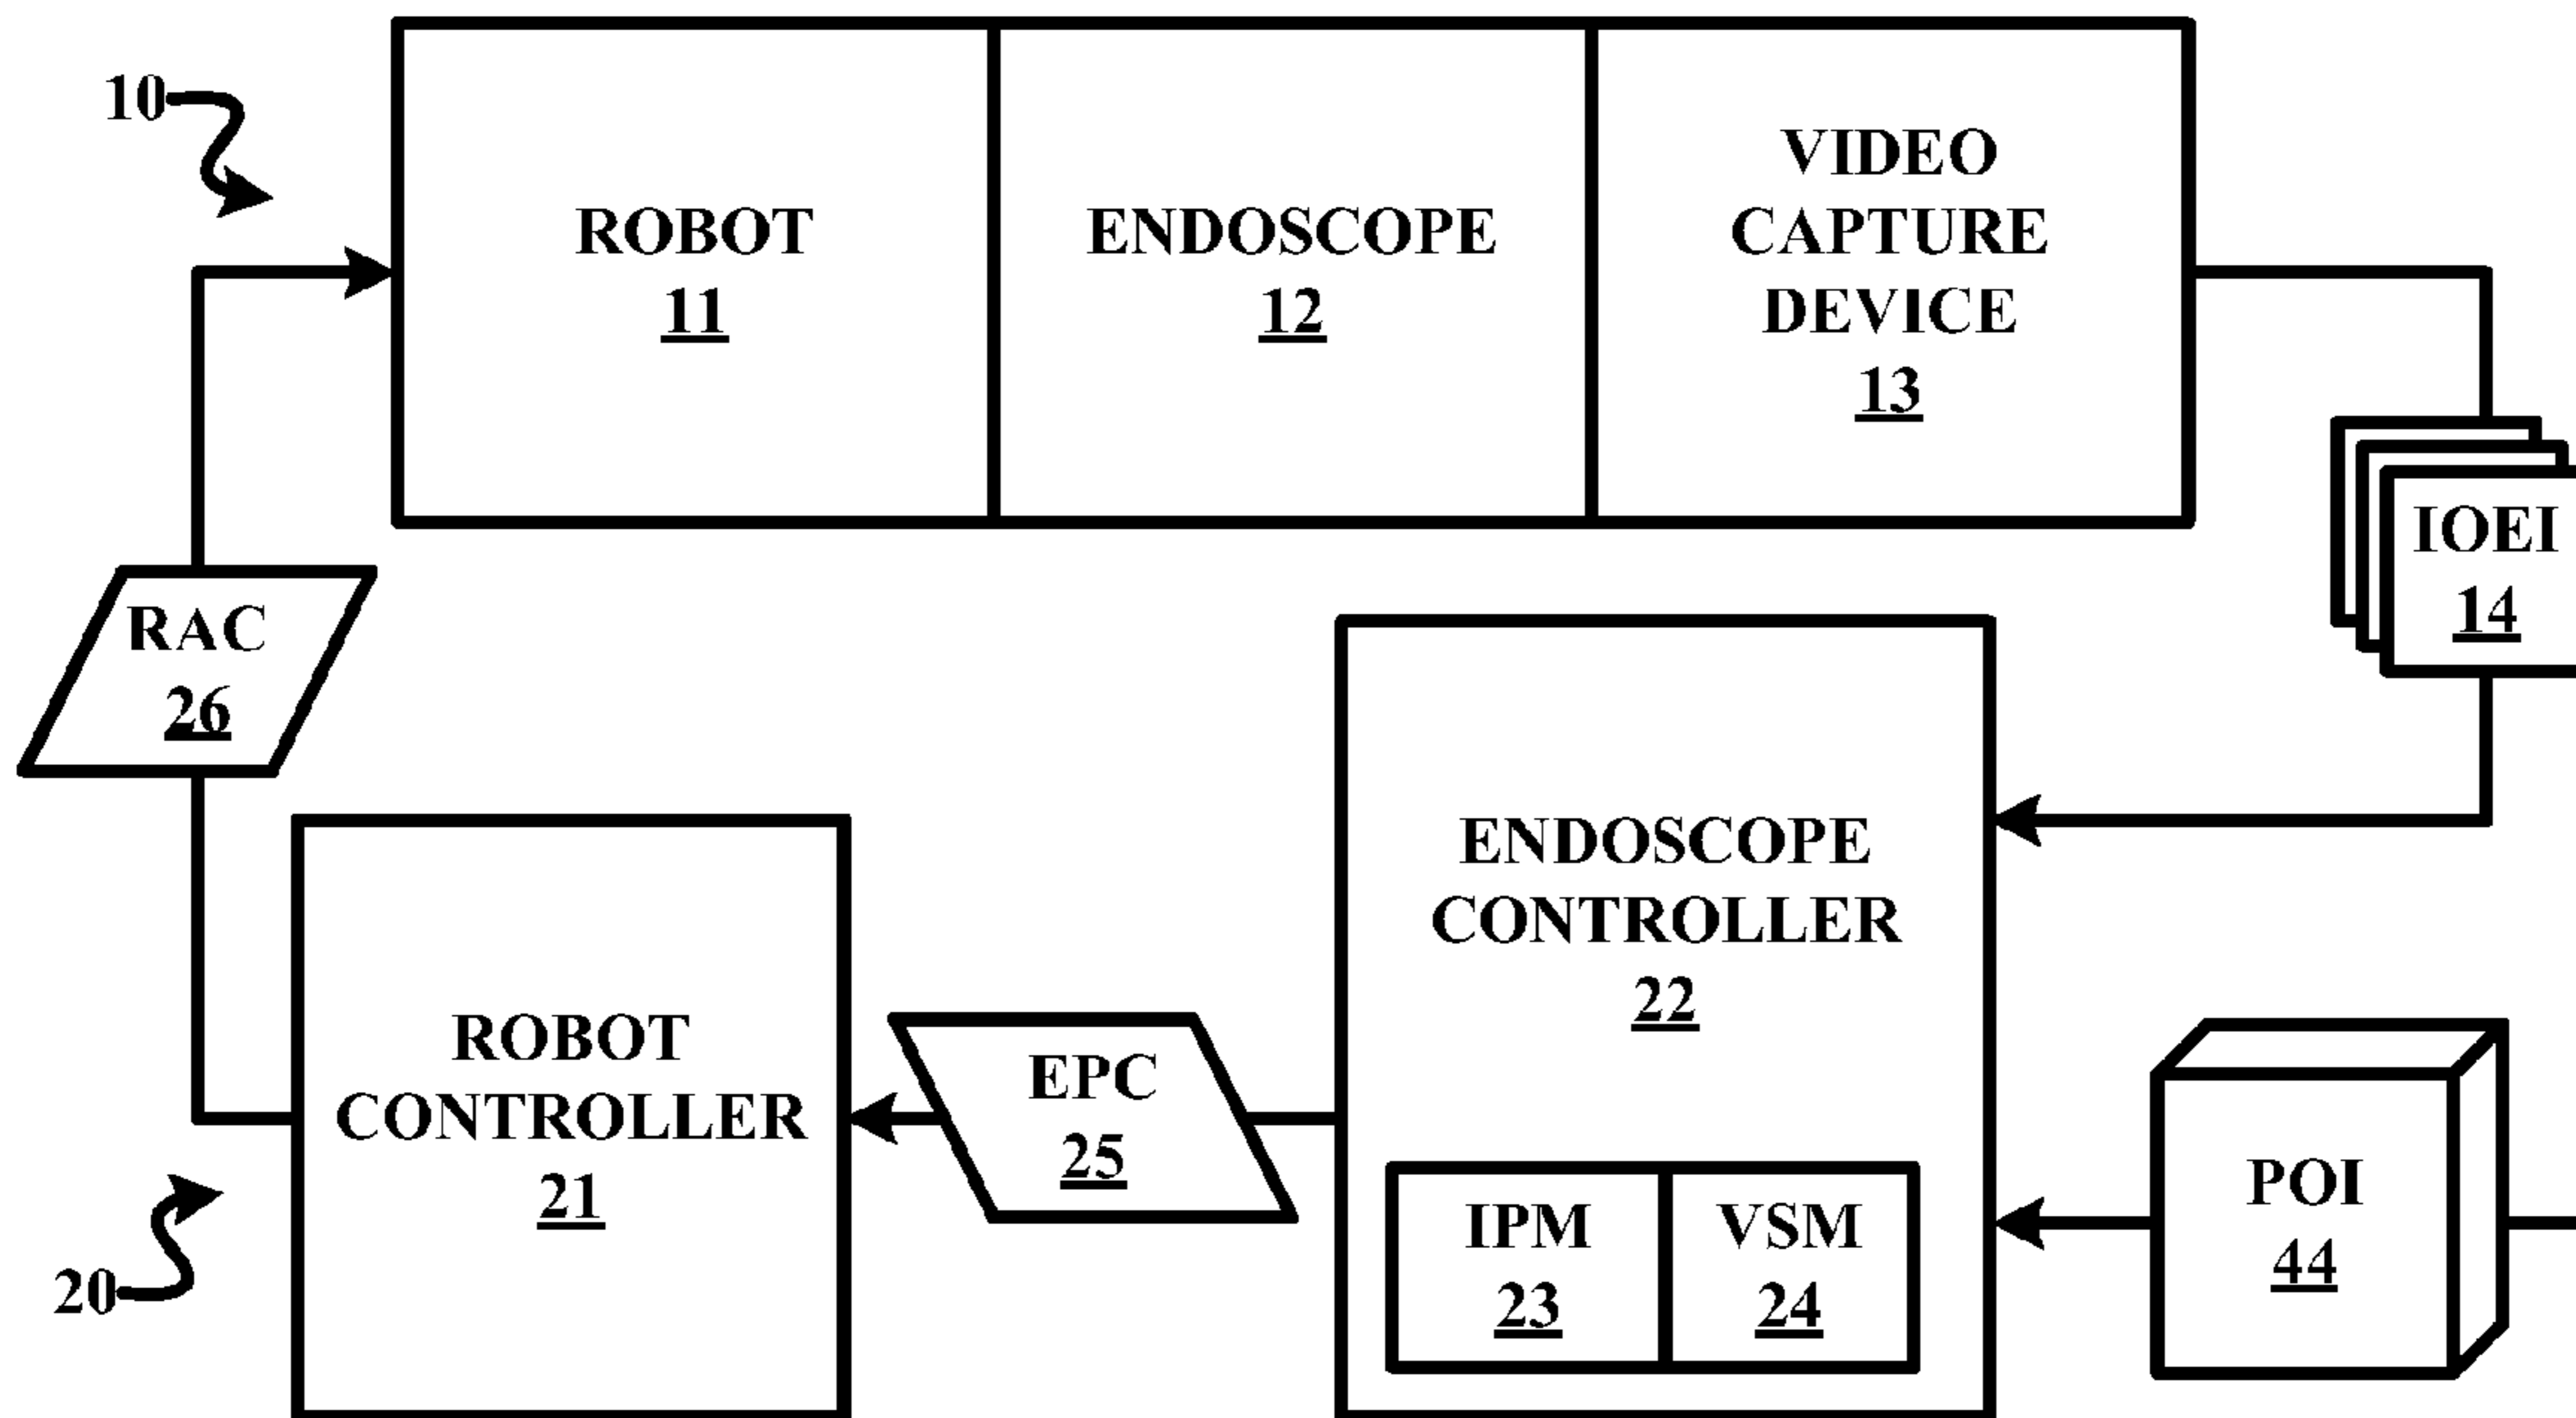 10
ROBOT
11
ENDOSCOPE
12
VIDEO
CAPTURE
DEVICE
13
IOEI
14
RAC
26
ENDOSCOPE
CONTROLLER
22
ROBOT
CONTROLLER
21
EPC
25
IPM
23
VSM
24
POI
44
20